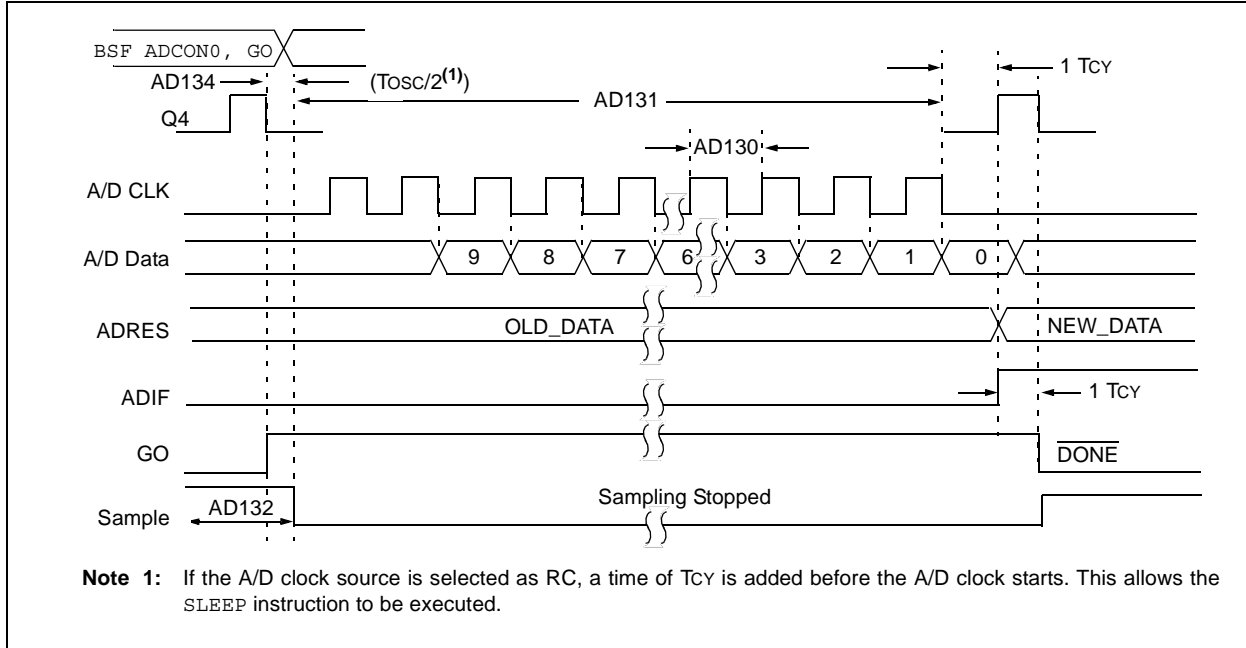 BSF ADCON0, GO
AD134
(TOSC/2(1))
1 TCY
AD131
Q4
AD130
A/D CLK
A/D Data
9 8 7 6 3 2 1 0
ADRES
OLD_DATA
NEW_DATA
ADIF
1 TCY
GO
DONE
Sample
AD132
Sampling Stopped
Note 1: If the A/D clock source is selected as RC, a time of TCY is added before the A/D clock starts. This allows the
SLEEP instruction to be executed.